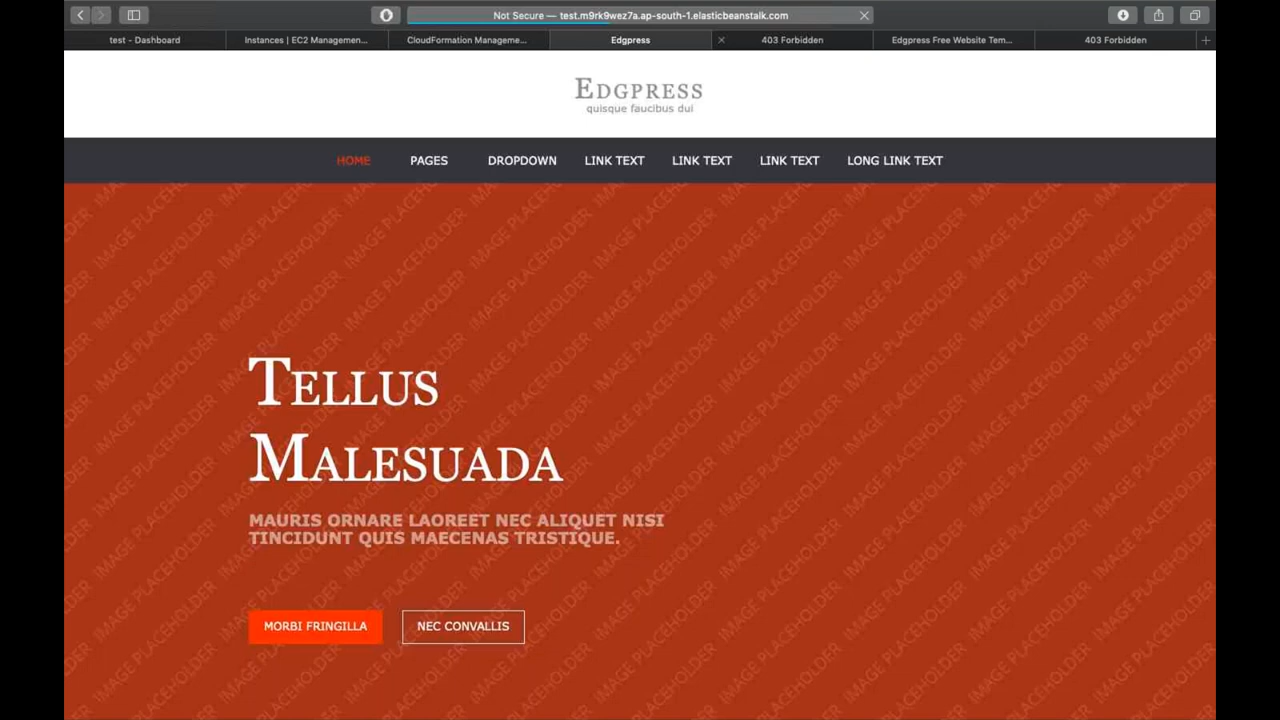 Not Secure — test.m9rk9wez7a.ap-south-1.elasticbeanstalk.com
test - Dashboard
Instances | EC2 Managemen...
CloudFormation Manageme...
Edgpress
403 Forbidden
Edgpress Free Website Tem...
403 Forbidden
EDGPRESS
quisque faucibus dui
HOME
PAGES
DROPDOWN
LINK TEXT
LINK TEXT
LINK TEXT
LONG LINK TEXT
IMAGE PLACEHOLDER
TELLUS
MALESUADA
MAURIS ORNARE LAOREET NEC ALIQUET NISI
TINCIDUNT QUIS MAECENAS TRISTIQUE.
MORBI FRINGILLA
NEC CONVALLIS